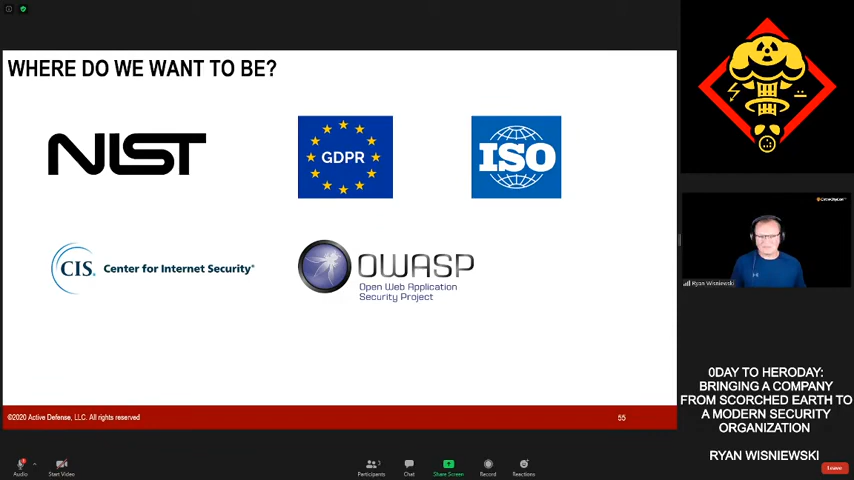 WHERE DO WE WANT TO BE?
NIST
GDPR
ISO
CIS. Center for Internet Security®
OWASP
Open Web Application
Security Project
©2020 Active Defense, LLC. All rights reserved
55
Ryan Wisniewski
0DAY TO HERODAY:
BRINGING A COMPANY
FROM SCORCHED EARTH TO
A MODERN SECURITY
ORGANIZATION
RYAN WISNIEWSKI
Audio
Start Video
Participants
3
Chat
Share Screen
Record
Reactions
Leave